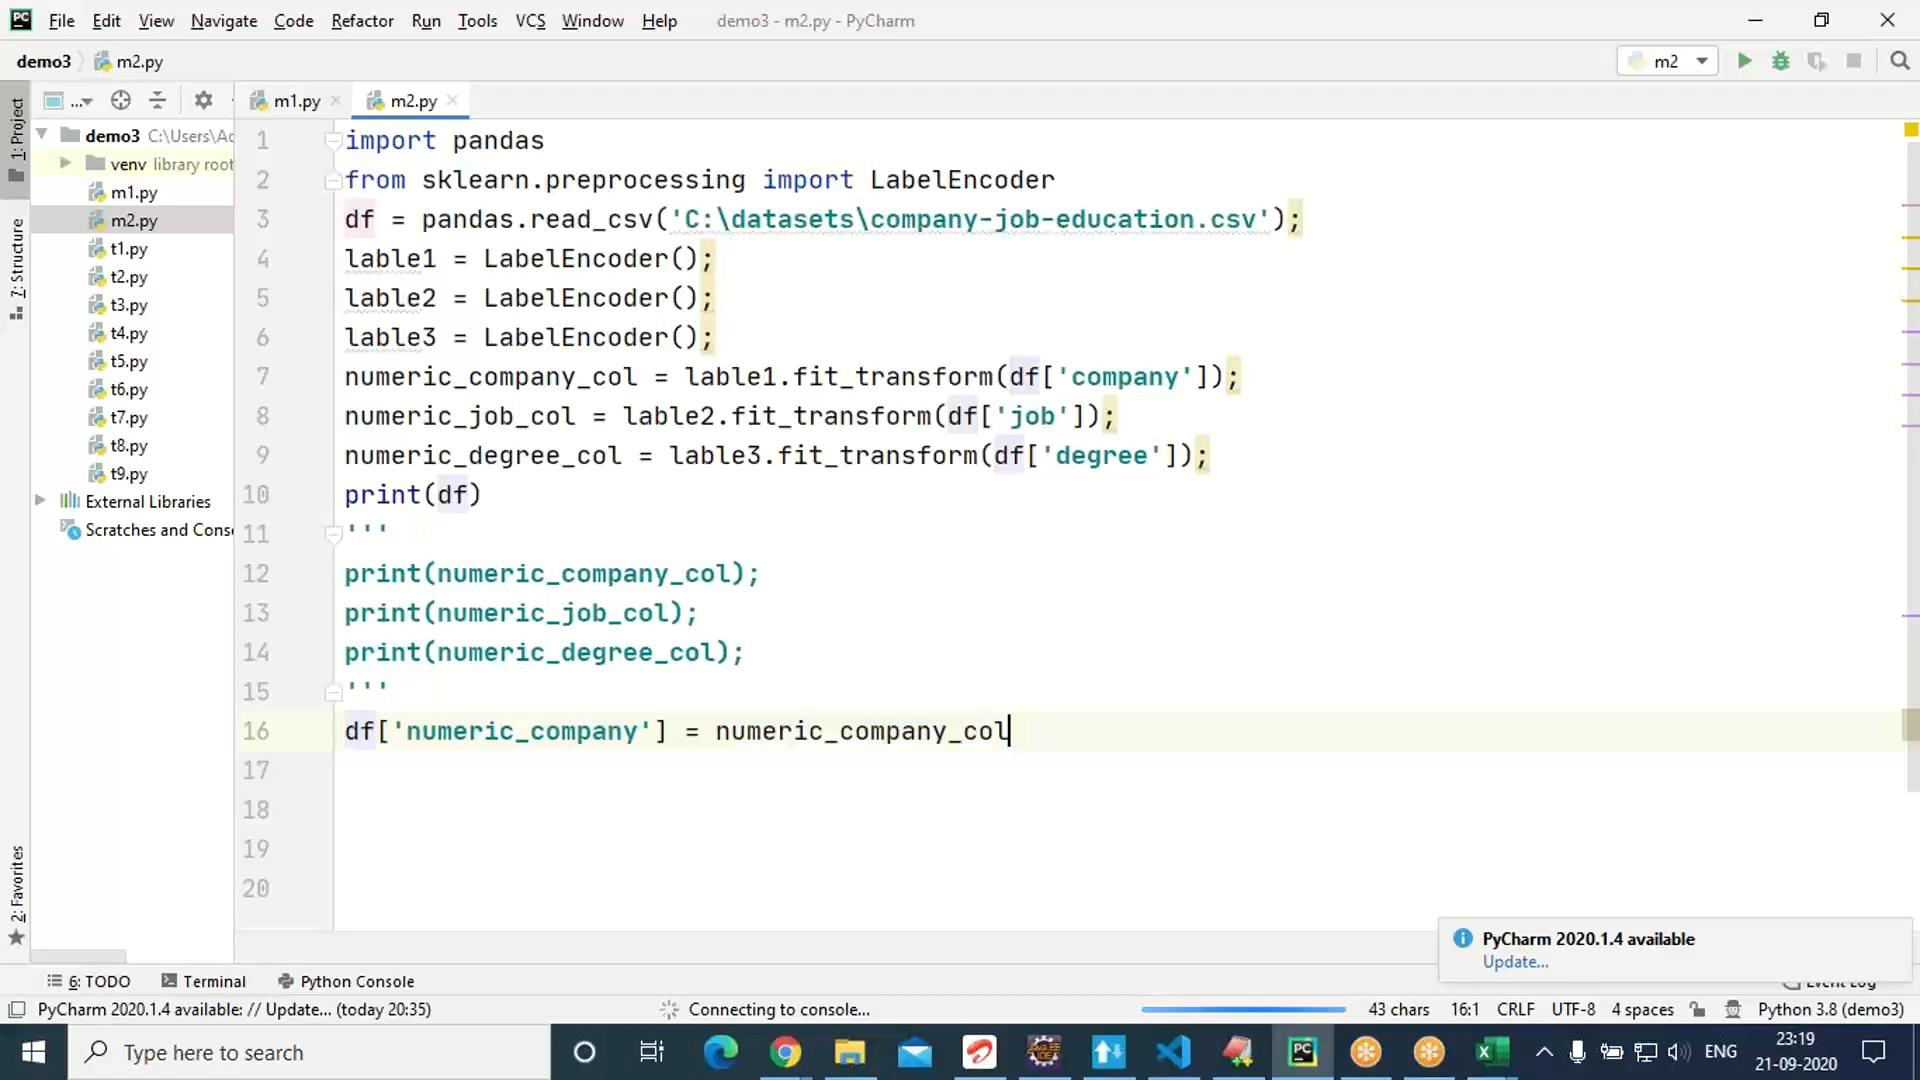 File Edit View Navigate Code Refactor Run Tools VCS Window Help demo3 - m2.py - PyCharm
demo3 m2.py m2
... m1.py m2.py
1: Project
7: Structure
2: Favorites
demo3 C:\Users\Ac
venv library root
m1.py
m2.py
t1.py
t2.py
t3.py
t4.py
t5.py
t6.py
t7.py
t8.py
t9.py
External Libraries
Scratches and Cons
1 import pandas
2 from sklearn.preprocessing import LabelEncoder
3 df = pandas.read_csv('C:\datasets\company-job-education.csv');
4 lable1 = LabelEncoder();
5 lable2 = LabelEncoder();
6 lable3 = LabelEncoder();
7 numeric_company_col = lable1.fit_transform(df['company']);
8 numeric_job_col = lable2.fit_transform(df['job']);
9 numeric_degree_col = lable3.fit_transform(df['degree']);
10 print(df)
11 '''
12 print(numeric_company_col);
13 print(numeric_job_col);
14 print(numeric_degree_col);
15 '''
16 df['numeric_company'] = numeric_company_col
17
18
19
20
PyCharm 2020.1.4 available
Update...
6: TODO Terminal Python Console Event Log
PyCharm 2020.1.4 available: // Update... (today 20:35) Connecting to console... 43 chars 16:1 CRLF UTF-8 4 spaces Python 3.8 (demo3)
Type here to search ENG 23:19
21-09-2020